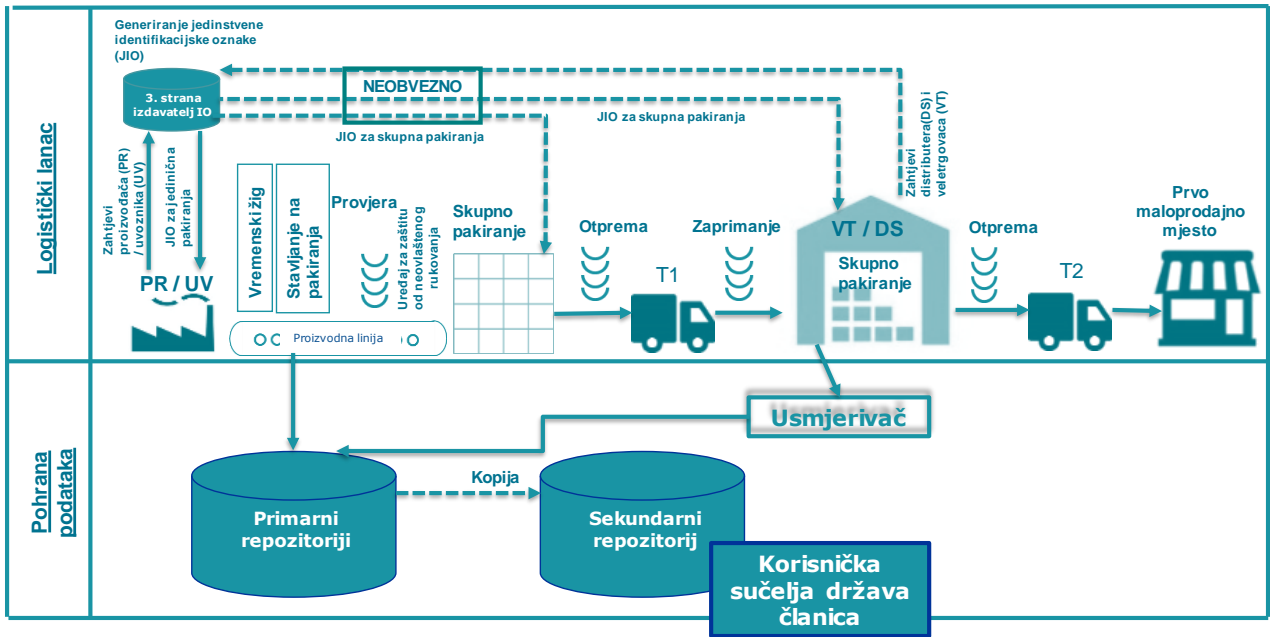 Logistički lanac
Generiranje jedinstvene
identifikacijske oznake
(JIO)
3. strana
izdavatelj IO
NEOBVEZNO
JIO za skupna pakiranja
JIO za skupna pakiranja
Zahtjevi
proizvođača (PR)
/ uvoznika (UV)
JIO za jedinična
pakiranja
PR / UV
Vremenski žig
Stavljanje na
pakiranja
Provjera
Uređaj za zaštitu
od neovlaštenog
rukovanja
Proizvodna linija
Skupno
pakiranje
Otprema
T1
Zaprimanje
VT / DS
Skupno
pakiranje
Zahtjevi
distributera(DS) i
veletrgovaca (VT)
Otprema
T2
Prvo
maloprodajno
mjesto
Pohrana
podataka
Usmjerivač
Primarni
repozitoriji
Kopija
Sekundarni
repozitorij
Korisnička
sučelja država
članica